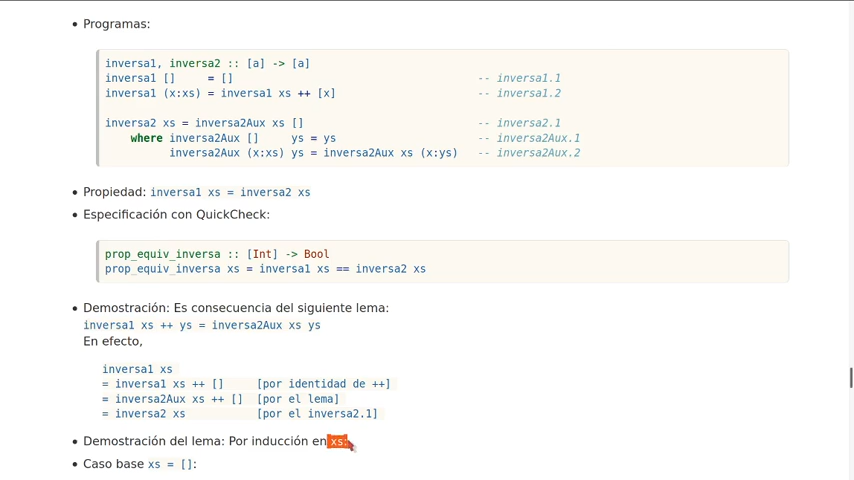 • Programas:
inversa1, inversa2 :: [a] -> [a]
inversa1 []     = []                                      -- inversa1.1
inversa1 (x:xs) = inversa1 xs ++ [x]                      -- inversa1.2
inversa2 xs = inversa2Aux xs []                           -- inversa2.1
    where inversa2Aux []     ys = ys                      -- inversa2Aux.1
          inversa2Aux (x:xs) ys = inversa2Aux xs (x:ys)   -- inversa2Aux.2
• Propiedad: inversa1 xs = inversa2 xs
• Especificación con QuickCheck:
prop_equiv_inversa :: [Int] -> Bool
prop_equiv_inversa xs = inversa1 xs == inversa2 xs
• Demostración: Es consecuencia del siguiente lema:
inversa1 xs ++ ys = inversa2Aux xs ys
En efecto,
inversa1 xs
= inversa1 xs ++ []     [por identidad de ++]
= inversa2Aux xs ++ []  [por el lema]
= inversa2 xs           [por el inversa2.1]
• Demostración del lema: Por inducción en xs:
• Caso base xs = []: